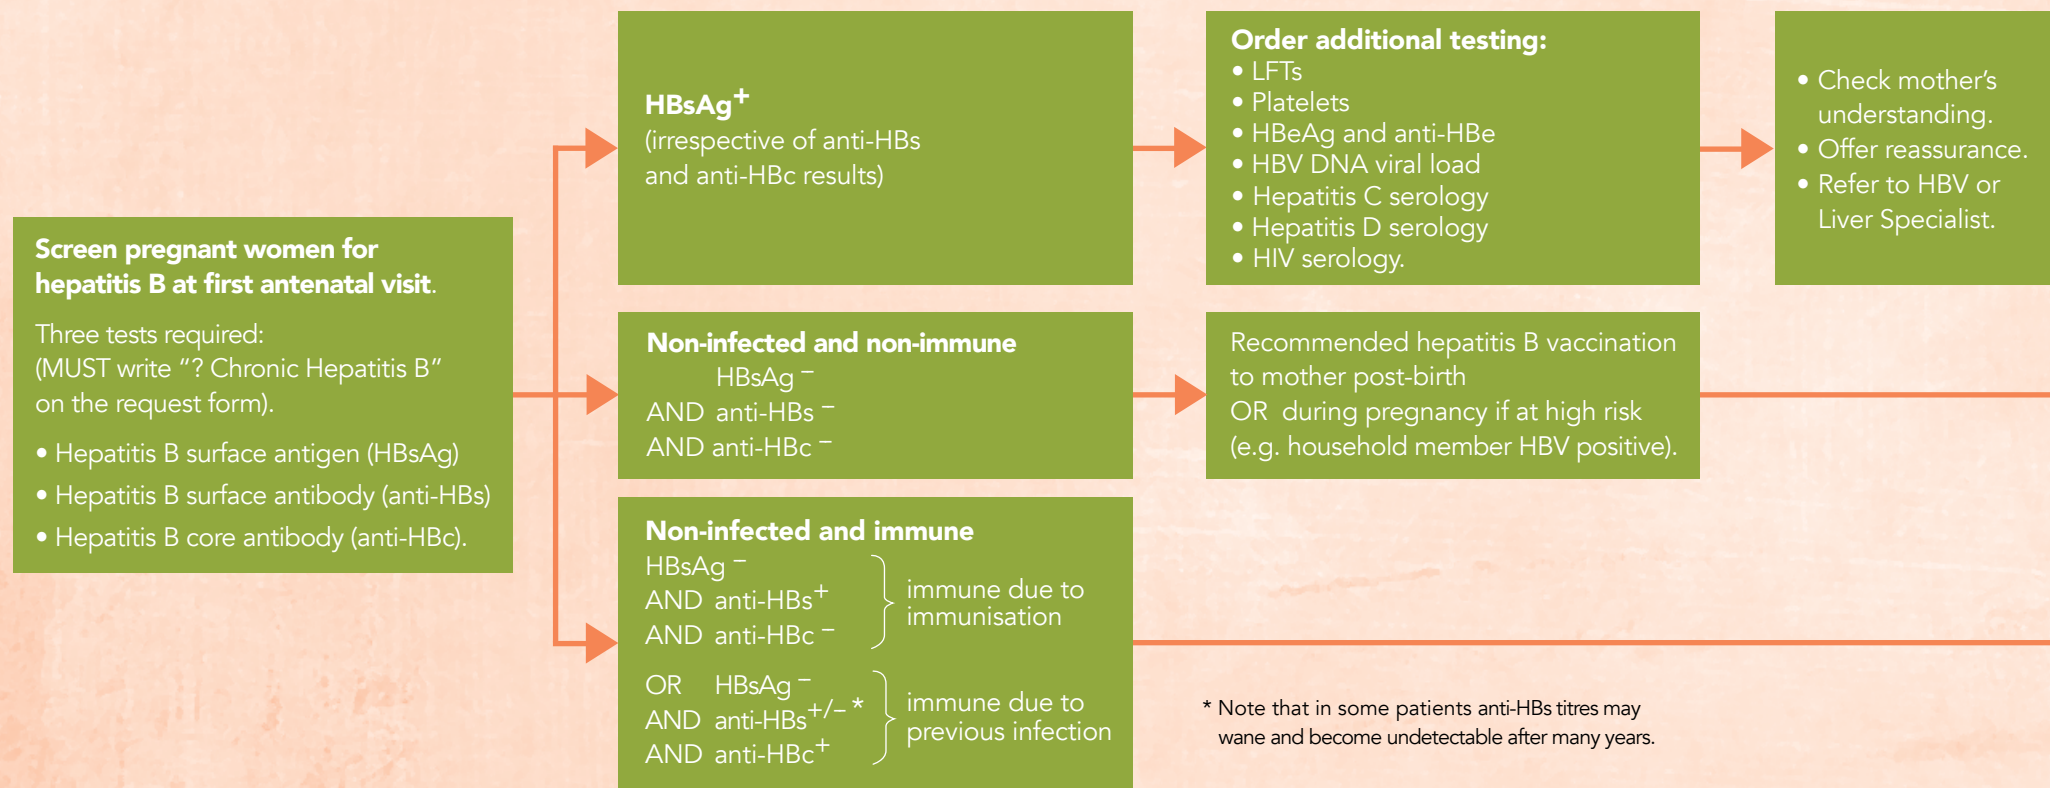 Screen pregnant women for
hepatitis B at first antenatal visit.
Three tests required:
(MUST write “? Chronic Hepatitis B”
on the request form).
• Hepatitis B surface antigen (HBsAg)
• Hepatitis B surface antibody (anti-HBs)
• Hepatitis B core antibody (anti-HBc).
HBsAg+
(irrespective of anti-HBs
and anti-HBc results)
Order additional testing:
• LFTs
• Platelets
• HBeAg and anti-HBe
• HBV DNA viral load
• Hepatitis C serology
• Hepatitis D serology
• HIV serology.
• Check mother’s
understanding.
• Offer reassurance.
• Refer to HBV or
Liver Specialist.
Non-infected and non-immune
HBsAg –
AND anti-HBs –
AND anti-HBc –
Recommended hepatitis B vaccination
to mother post-birth
OR during pregnancy if at high risk
(e.g. household member HBV positive).
Non-infected and immune
HBsAg –
AND anti-HBs+
AND anti-HBc –
immune due to
immunisation
OR HBsAg –
AND anti-HBs+/– *
AND anti-HBc+
immune due to
previous infection
* Note that in some patients anti-HBs titres may
wane and become undetectable after many years.